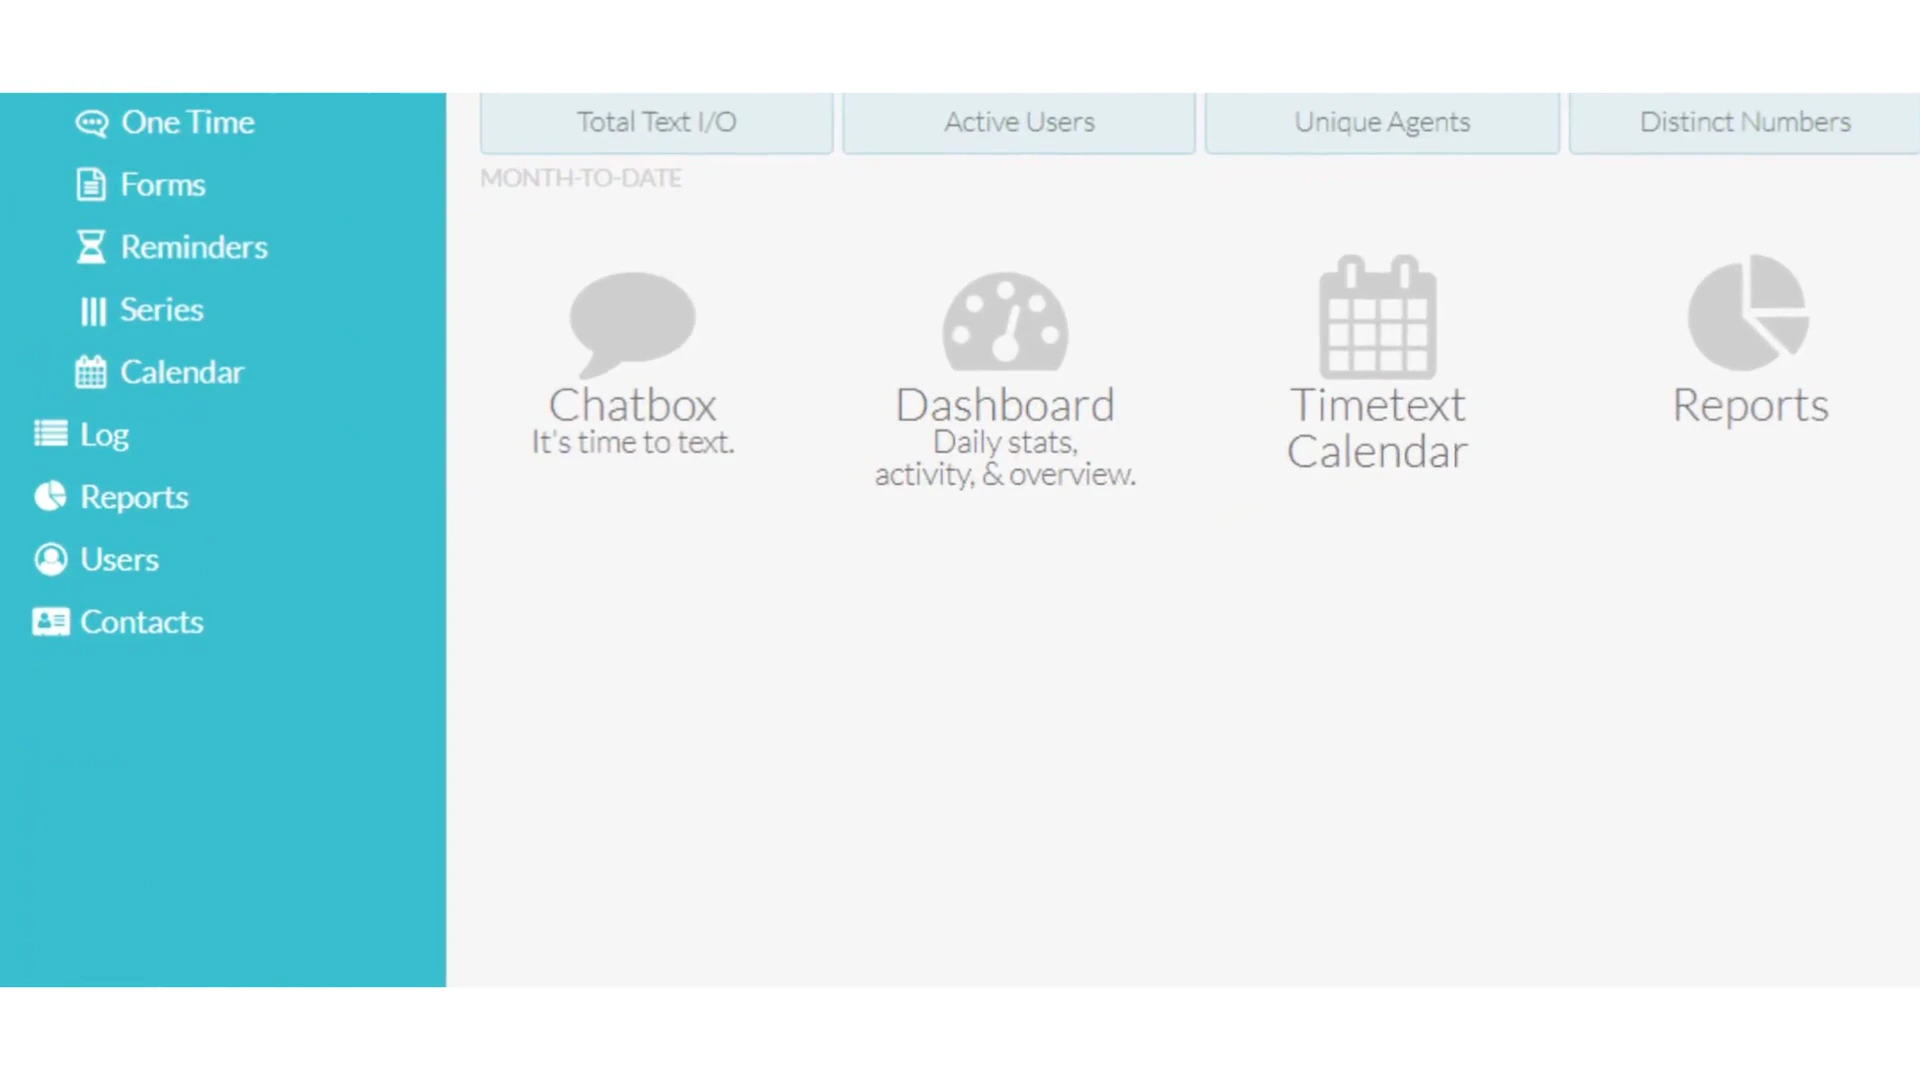 One Time
Forms
Reminders
Series
Calendar
Log
Reports
Users
Contacts
Total Text I/O
Active Users
Unique Agents
Distinct Numbers
MONTH-TO-DATE
Chatbox
It's time to text.
Dashboard
Daily stats,
activity, & overview.
Timetext
Calendar
Reports